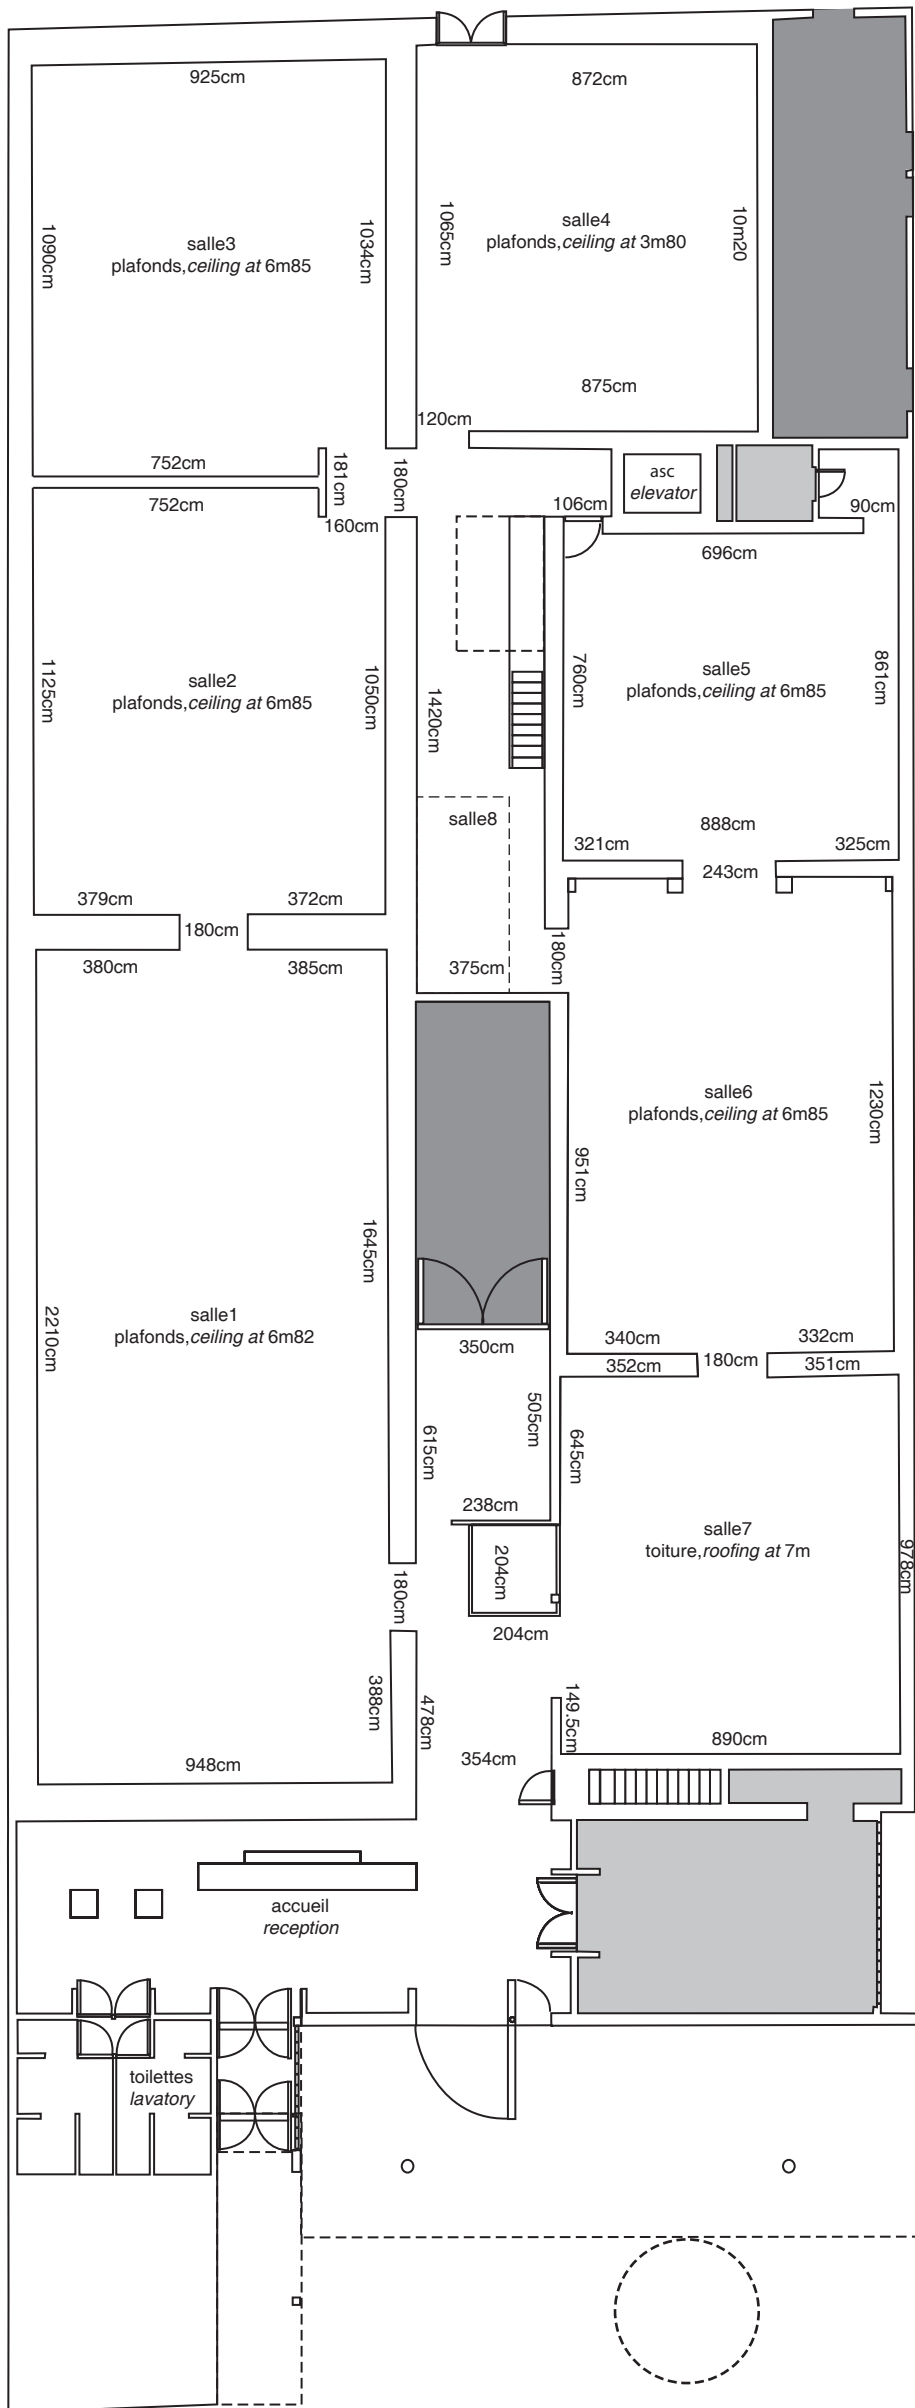 925cm
872cm
1090cm
1034cm
salle3
plafonds,ceiling at 6m85
1065cm
10m20
salle4
plafonds,ceiling at 3m80
875cm
120cm
752cm
181cm
180cm
752cm
160cm
asc
elevator
106cm
90cm
696cm
1125cm
salle2
plafonds,ceiling at 6m85
1050cm
1420cm
760cm
salle5
plafonds,ceiling at 6m85
861cm
salle8
888cm
321cm
325cm
243cm
379cm
372cm
180cm
380cm
385cm
375cm
180cm
salle6
plafonds,ceiling at 6m85
1230cm
951cm
1645cm
2210cm
salle1
plafonds,ceiling at 6m82
350cm
340cm
332cm
352cm
180cm
351cm
615cm
505cm
645cm
238cm
salle7
toiture,roofing at 7m
978cm
204cm
180cm
204cm
388cm
478cm
149.5cm
354cm
890cm
948cm
accueil
reception
toilettes
lavatory